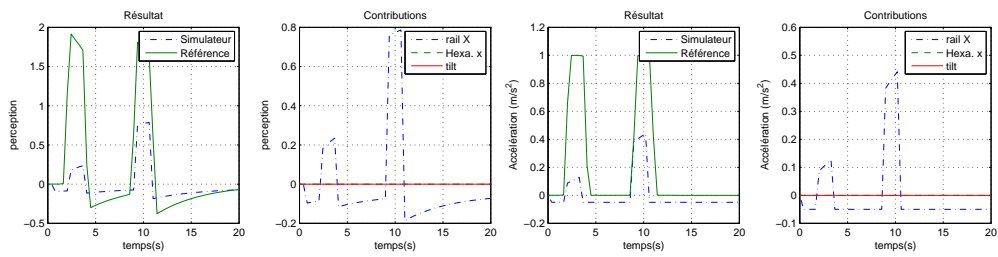 Résultat
Simulateur
Référence
perception
2
1.5
1
0.5
0
−0.5
0
5
10
15
20
temps(s)
Contributions
rail X
Hexa. x
tilt
perception
0.8
0.6
0.4
0.2
0
−0.2
0
5
10
15
20
temps(s)
Résultat
Simulateur
Référence
Accélération (m/s²)
1.2
1
0.8
0.6
0.4
0.2
0
−0.2
0
5
10
15
20
temps(s)
Contributions
rail X
Hexa. x
tilt
Accélération (m/s²)
0.6
0.5
0.4
0.3
0.2
0.1
0
−0.1
0
5
10
15
20
temps(s)